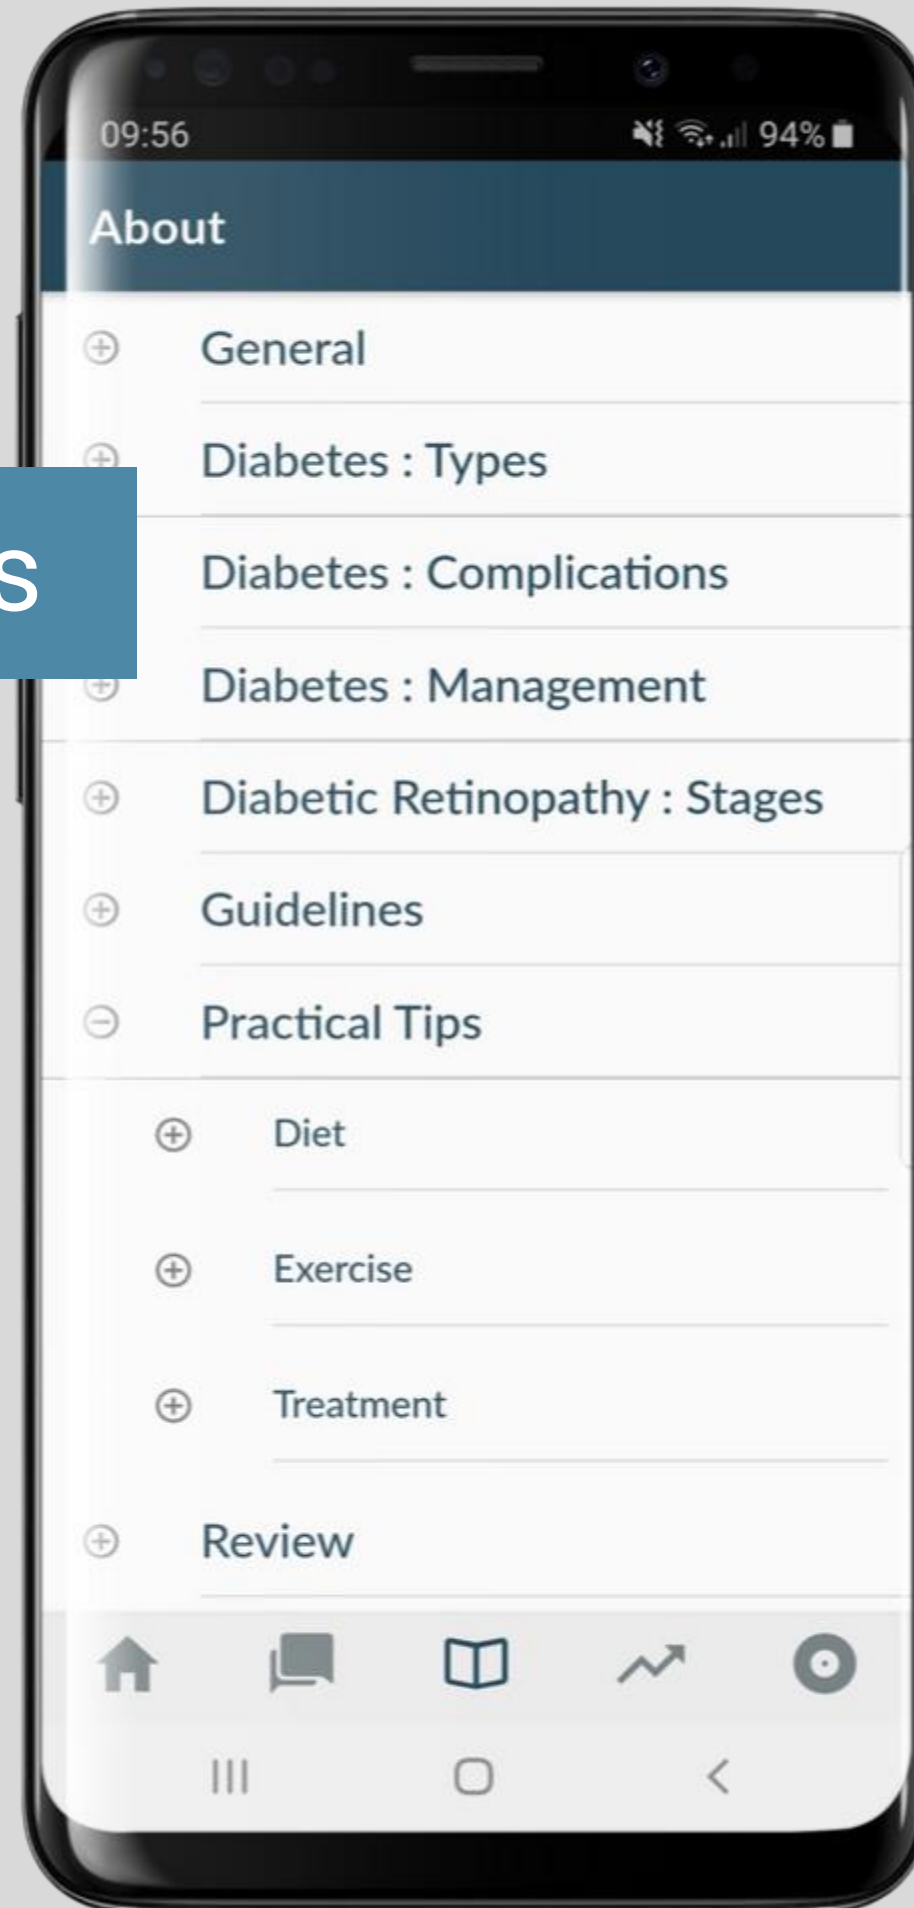 09:56 94%
About
General
Diabetes : Types
s
Diabetes : Complications
Diabetes : Management
Diabetic Retinopathy : Stages
Guidelines
Practical Tips
Diet
Exercise
Treatment
Review